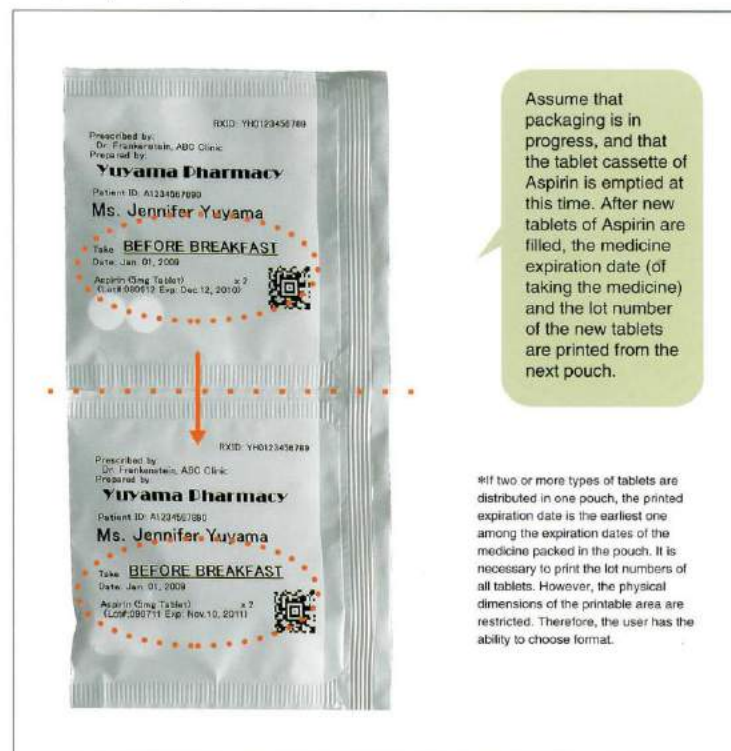 RXID: YH0123456789
Prescribed by:
Dr. Frankenstein, ABC Clinic
Prepared by:
Yuyama Pharmacy
Patient ID: A1234567890
Ms. Jennifer Yuyama
Take BEFORE BREAKFAST
Date: Jan. 01, 2009
Aspirin (5mg Tablet) x 2
(Lot#:080612 Exp: Dec.12, 2010)
RXID: YH0123456789
Prescribed by:
Dr. Frankenstein, ABC Clinic
Prepared by
Yuyama Pharmacy
Patient ID: A1234567890
Ms. Jennifer Yuyama
Take BEFORE BREAKFAST
Date: Jan. 01, 2009
Aspirin (5mg Tablet) x 2
(Lot#:090711 Exp: Nov.10, 2011)
Assume that
packaging is in
progress, and that
the tablet cassette of
Aspirin is emptied at
this time. After new
tablets of Aspirin are
filled, the medicine
expiration date (of
taking the medicine)
and the lot number
of the new tablets
are printed from the
next pouch.
*If two or more types of tablets are
distributed in one pouch, the printed
expiration date is the earliest one
among the expiration dates of the
medicine packed in the pouch. It is
necessary to print the lot numbers of
all tablets. However, the physical
dimensions of the printable area are
restricted. Therefore, the user has the
ability to choose format.